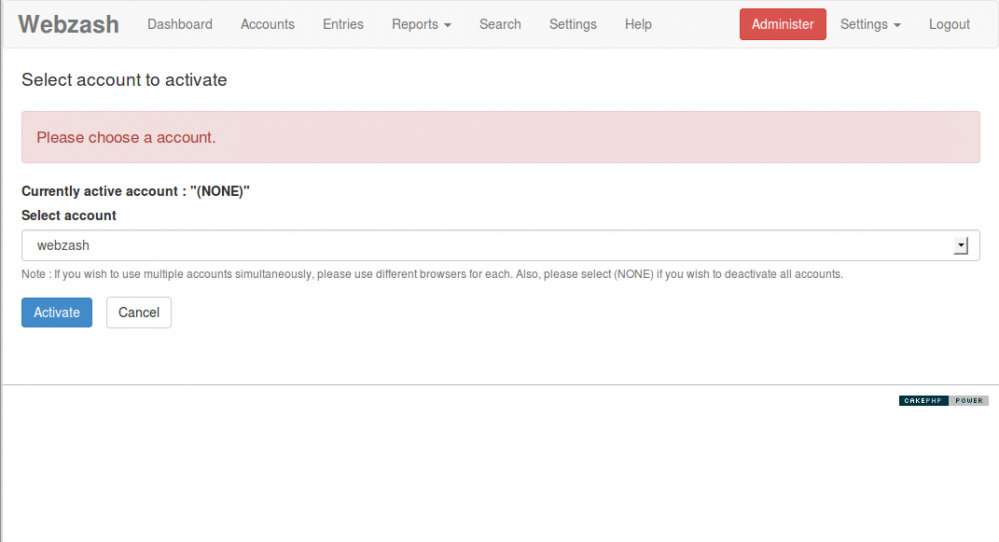 Webzash Dashboard Accounts Entries Reports Search Settings Help Administer Settings Logout
Select account to activate
Please choose a account.
Currently active account : "(NONE)"
Select account
webzash
Note : If you wish to use multiple accounts simultaneously, please use different browsers for each. Also, please select (NONE) if you wish to deactivate all accounts.
Activate Cancel
CAKEPHP POWER